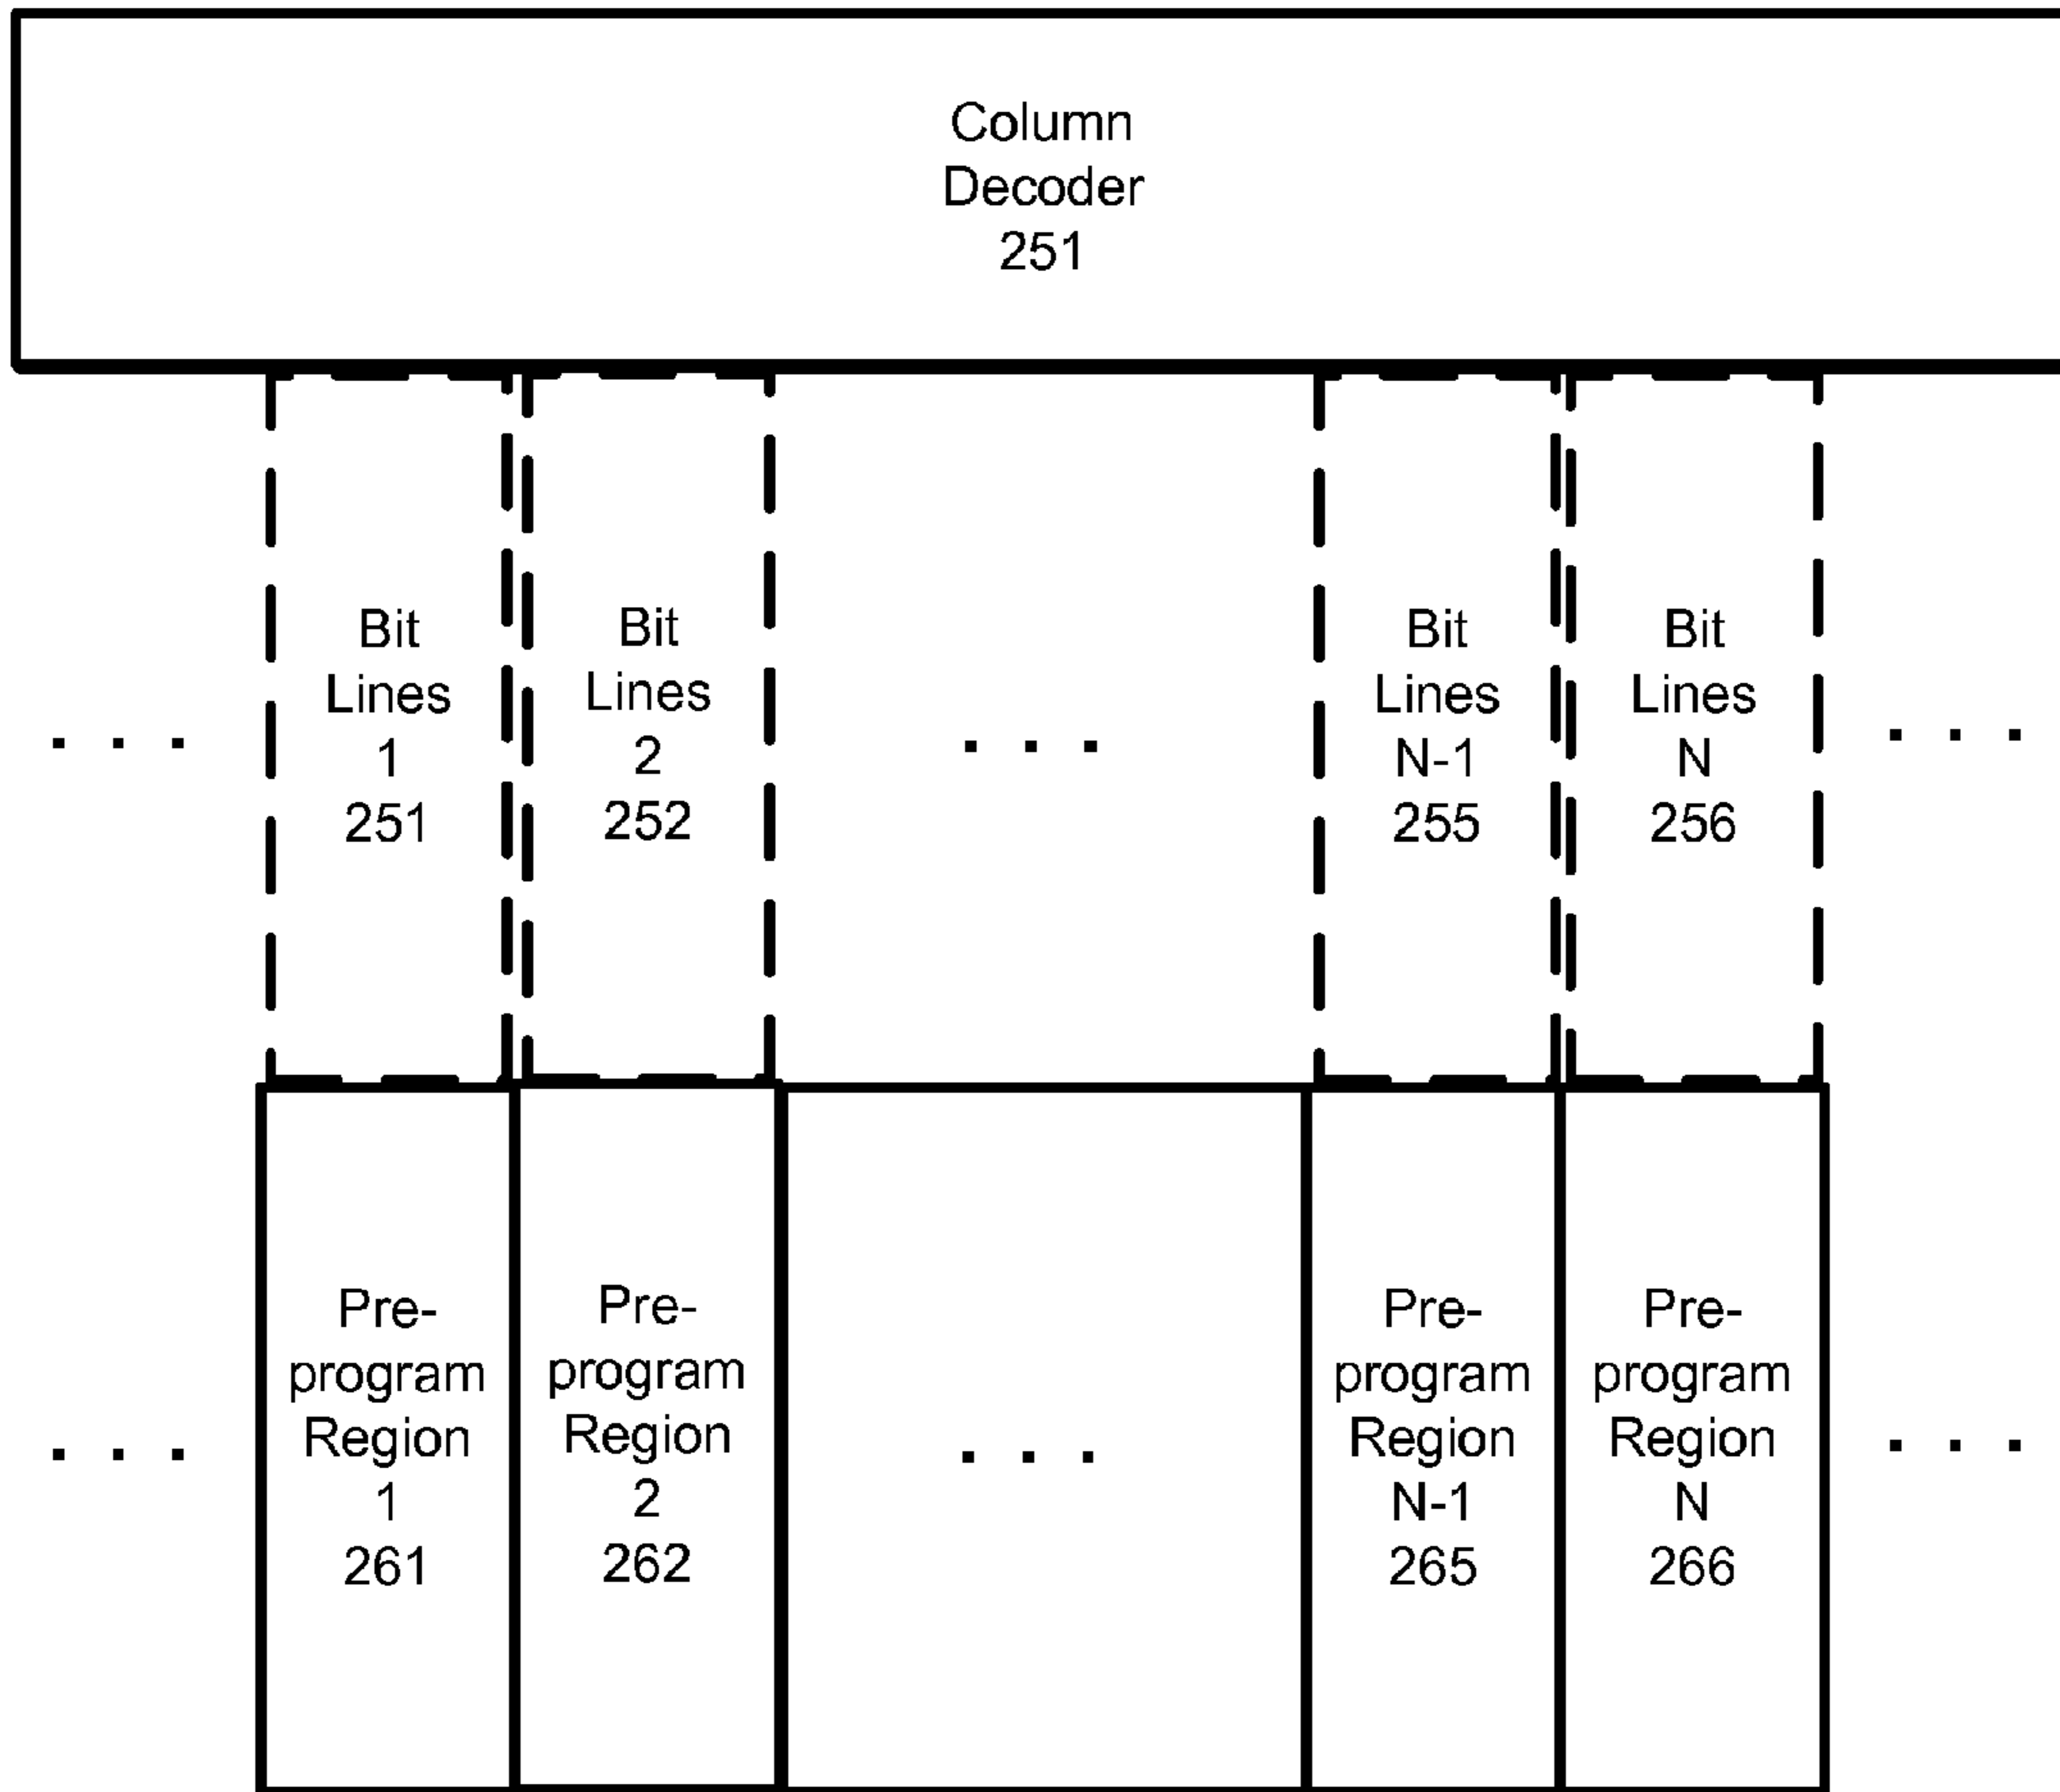 Column
Decoder
251
Bit
Lines
1
251
Bit
Lines
2
252
. . .
. . .
Bit
Lines
N-1
255
Bit
Lines
N
256
. . .
Pre-
program
Region
1
261
Pre-
program
Region
2
262
. . .
. . .
Pre-
program
Region
N-1
265
Pre-
program
Region
N
266
. . .